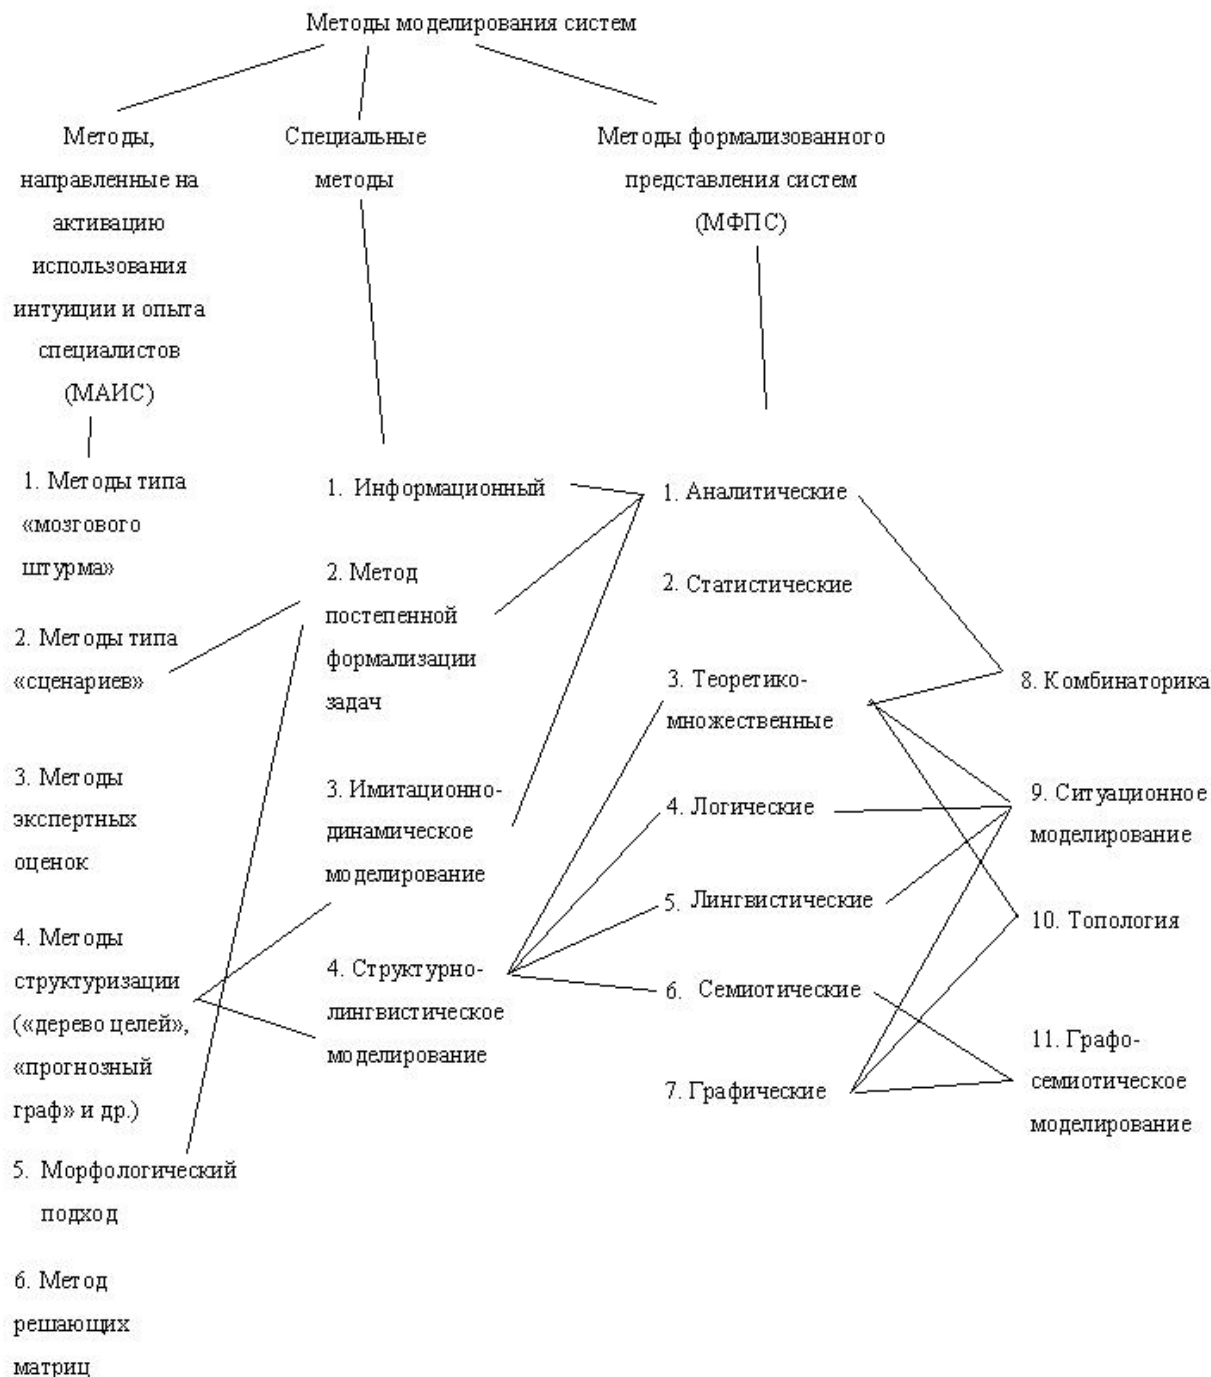 Методы моделирования систем
Методы,
направленные на
активацию
использования
интуиции и опыта
специалистов
(МАИС)
Специальные
методы
Методы формализованного
представления систем
(МФПС)
1. Методы типа
«мозгового
штурма»
2. Методы типа
«сценариев»
3. Методы
экспертных
оценок
4. Методы
структуризации
(«дерево целей»,
«прогнозный
граф» и др.)
5. Морфологический
подход
6. Метод
решающих
матриц
1. Информационный
2. Метод
постепенной
формализации
задач
3. Имитационно-
динамическое
моделирование
4. Структурно-
лингвистическое
моделирование
1. Аналитические
2. Статистические
3. Теоретико-
множественные
4. Логические
5. Лингвистические
6. Семиотические
7. Графические
8. Комбинаторика
9. Ситуационное
моделирование
10. Топология
11. Графо-
семиотическое
моделирование